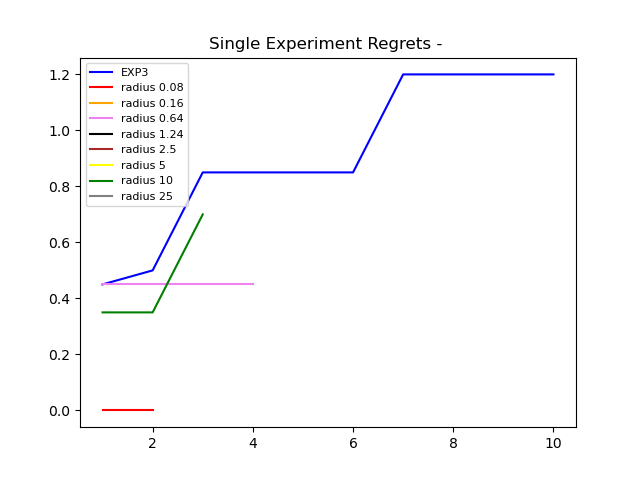 Single Experiment Regrets -
EXP3
radius 0.08
radius 0.16
radius 0.64
radius 1.24
radius 2.5
radius 5
radius 10
radius 25
1.2
1.0
0.8
0.6
0.4
0.2
0.0
2 4 6 8 10